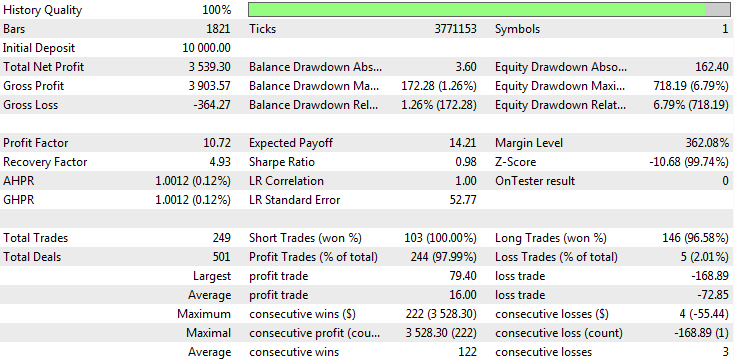 History Quality 100%
Bars 1821 Ticks 3771153 Symbols 1
Initial Deposit 10 000.00
Total Net Profit 3 539.30 Balance Drawdown Abs... 3.60 Equity Drawdown Abso... 162.40
Gross Profit 3 903.57 Balance Drawdown Ma... 172.28 (1.26%) Equity Drawdown Maxi... 718.19 (6.79%)
Gross Loss -364.27 Balance Drawdown Rel... 1.26% (172.28) Equity Drawdown Relat... 6.79% (718.19)
Profit Factor 10.72 Expected Payoff 14.21 Margin Level 362.08%
Recovery Factor 4.93 Sharpe Ratio 0.98 Z-Score -10.68 (99.74%)
AHPR 1.0012 (0.12%) LR Correlation 1.00 OnTester result 0
GHPR 1.0012 (0.12%) LR Standard Error 52.77
Total Trades 249 Short Trades (won %) 103 (100.00%) Long Trades (won %) 146 (96.58%)
Total Deals 501 Profit Trades (% of total) 244 (97.99%) Loss Trades (% of total) 5 (2.01%)
Largest profit trade 79.40 loss trade -168.89
Average profit trade 16.00 loss trade -72.85
Maximum consecutive wins ($) 222 (3 528.30) consecutive losses ($) 4 (-55.44)
Maximal consecutive profit (cou... 3 528.30 (222) consecutive loss (count) -168.89 (1)
Average consecutive wins 122 consecutive losses 3